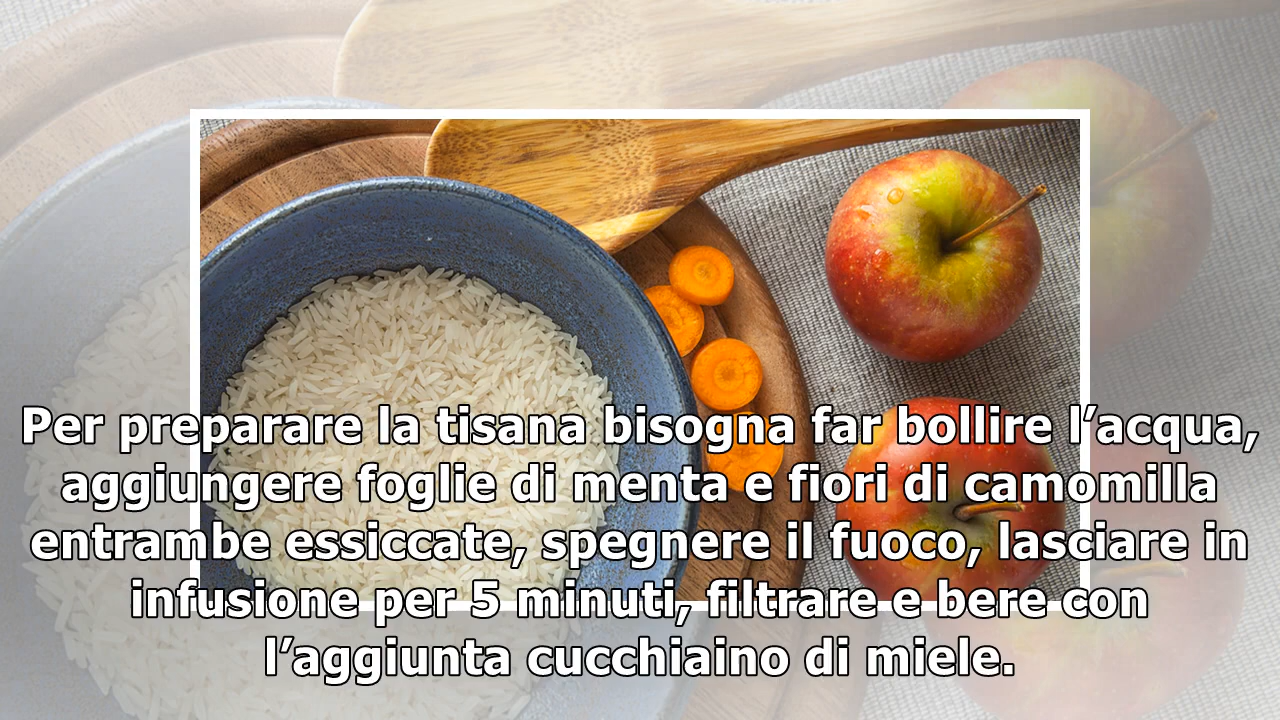 Per preparare la tisana bisogna far bollire l’acqua,
aggiungere foglie di menta e fiori di camomilla
entrambe essiccate, spegnere il fuoco, lasciare in
infusione per 5 minuti, filtrare e bere con
l’aggiunta cucchiaino di miele.